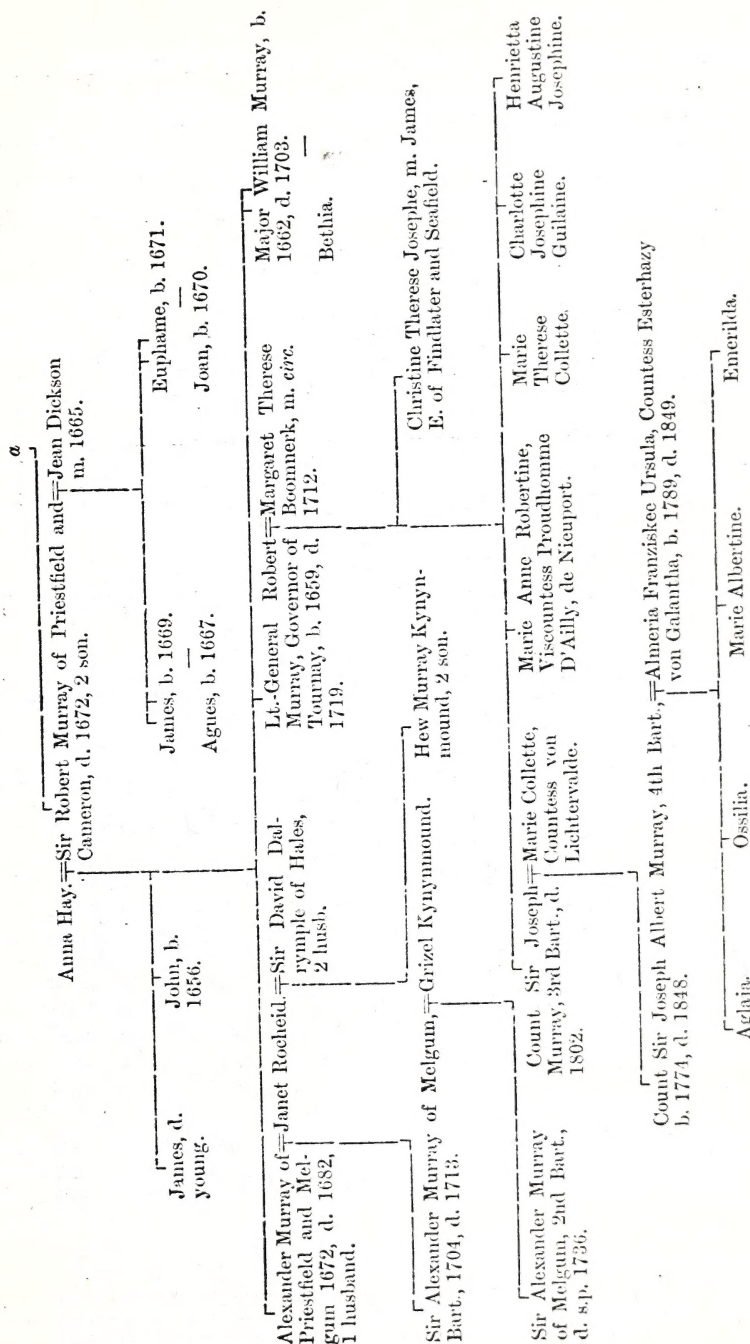 a
Anna Hay.=Sir Robert Murray of Priestfield and=Jean Dickson
Cameron, d. 1672, 2 son.
m. 1665.
James, d.
young.
John, b.
1656.
James, b. 1669.
—
Agues, b. 1667.
Euphame, b. 1671.
—
Joan, b. 1670.
Alexander Murray of=Janet Rocheid.=Sir David Dal-
Priestfield and Mel-
gum 1672, d. 1682,
1 husband.
rymple of Hales,
2 husb.
Lt.-General Robert=Margaret Therese
Murray, Governor of
Tournay, b. 1659, d.
1719.
Boomnerk, m. circ.
1712.
Major William Murray, b.
1662, d. 1703.
—
Bethia.
Sir Alexander Murray of Melgum,=Grizel Kynynmound.
Bart., 1704, d. 1713.
Hew Murray Kynyn-
mound, 2 son.
Christine Therese Josephe, m. James,
E. of Findlater and Seafield.
Sir Alexander Murray
of Melgum, 2nd Bart.,
d. s.p. 1736.
Count Sir Joseph=Marie Collette,
Murray, 3rd Bart., d.
1802.
Countess von
Lichtervalde.
Marie Anne Robertine,
Viscountess Proudhomme
D'Ailly, de Nieuport.
Marie
Therese
Collette.
Charlotte
Josephine
Guilaine.
Henrietta
Augustine
Josephine.
Count Sir Joseph Albert Murray, 4th Bart.,=Almeria Franziskee Ursula, Countess Esterhazy
b. 1774, d. 1848.
von Galantha, b. 1789, d. 1849.
Aglaia.
Ossilia.
Marie Albertine.
Emerilda.